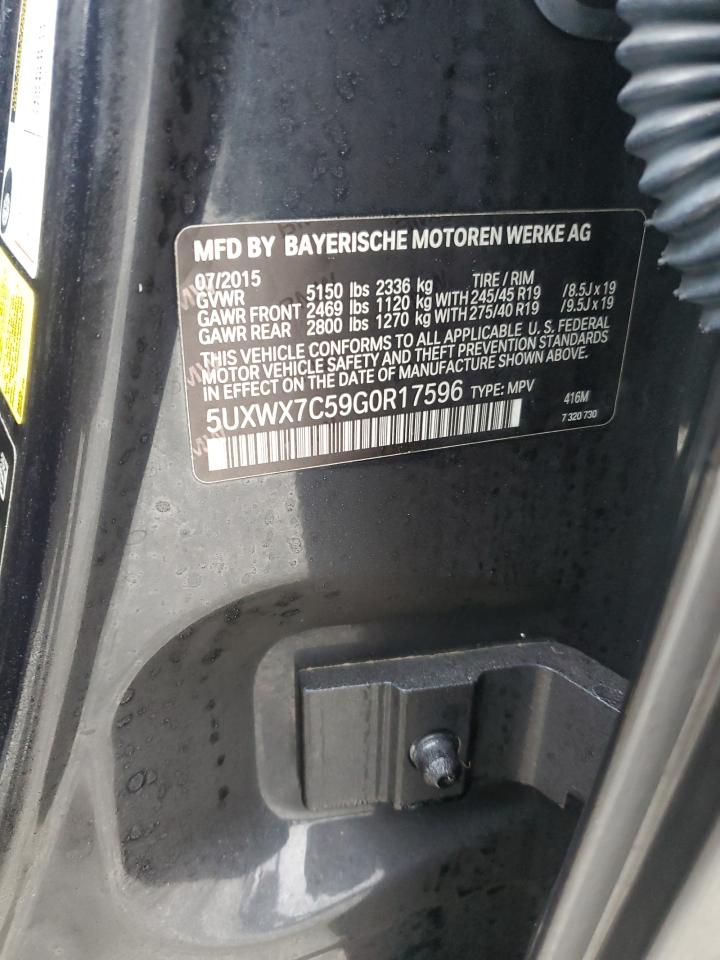 MFD BY BAYERISCHE MOTOREN WERKE AG
07/2015 TIRE / RIM
GVWR 5150 lbs 2336 kg
GAWR FRONT 2469 lbs 1120 kg WITH 245/45 R19 /8.5J x 19
GAWR REAR 2800 lbs 1270 kg WITH 275/40 R19 /9.5J x 19
THIS VEHICLE CONFORMS TO ALL APPLICABLE U. S. FEDERAL
MOTOR VEHICLE SAFETY AND THEFT PREVENTION STANDARDS
IN EFFECT ON THE DATE OF MANUFACTURE SHOWN ABOVE.
5UXWX7C59G0R17596 TYPE: MPV 416M
7 320 730